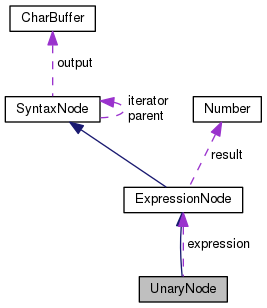 CharBuffer
output
SyntaxNode
iterator
parent
Number
result
ExpressionNode
expression
UnaryNode